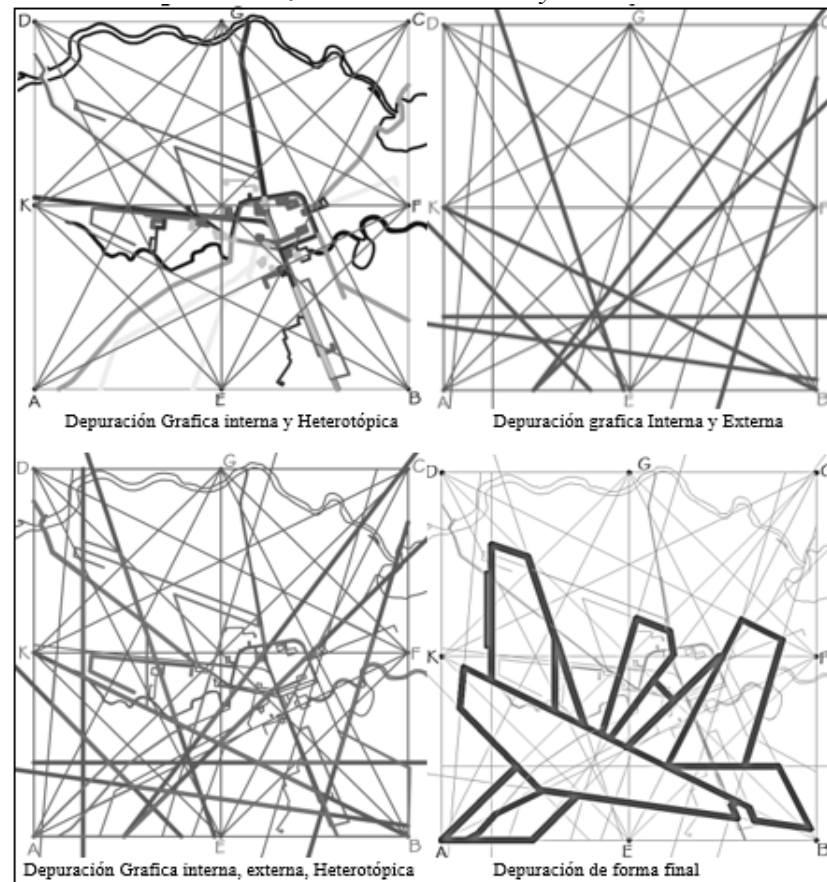 D G C
K F
A E B
Depuración Grafica interna y Heterotópica
D G C
K F
A E B
Depuración grafica Interna y Externa
D G C
K F
A E B
Depuración Grafica interna, externa, Heterotópica
D G C
K F
A E B
Depuración de forma final